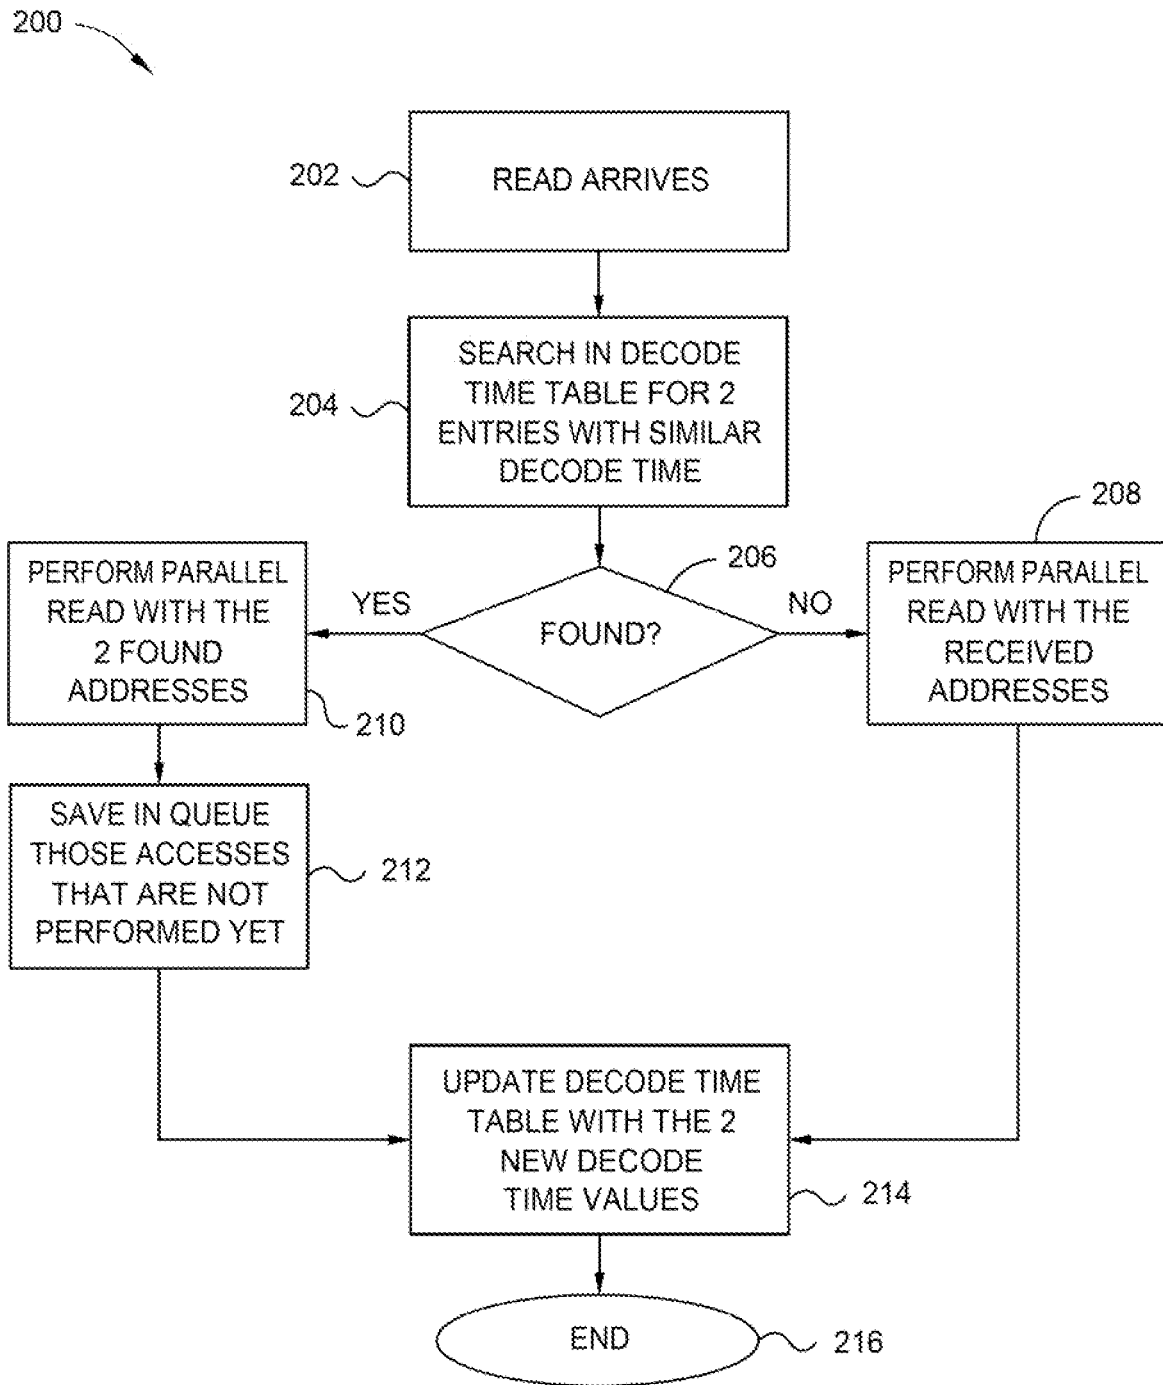 200
202
READ ARRIVES
204
SEARCH IN DECODE
TIME TABLE FOR 2
ENTRIES WITH SIMILAR
DECODE TIME
206
FOUND?
YES
NO
208
PERFORM PARALLEL
READ WITH THE
RECEIVED
ADDRESSES
PERFORM PARALLEL
READ WITH THE
2 FOUND
ADDRESSES
210
SAVE IN QUEUE
THOSE ACCESSES
THAT ARE NOT
PERFORMED YET
212
UPDATE DECODE TIME
TABLE WITH THE 2
NEW DECODE
TIME VALUES
214
END
216